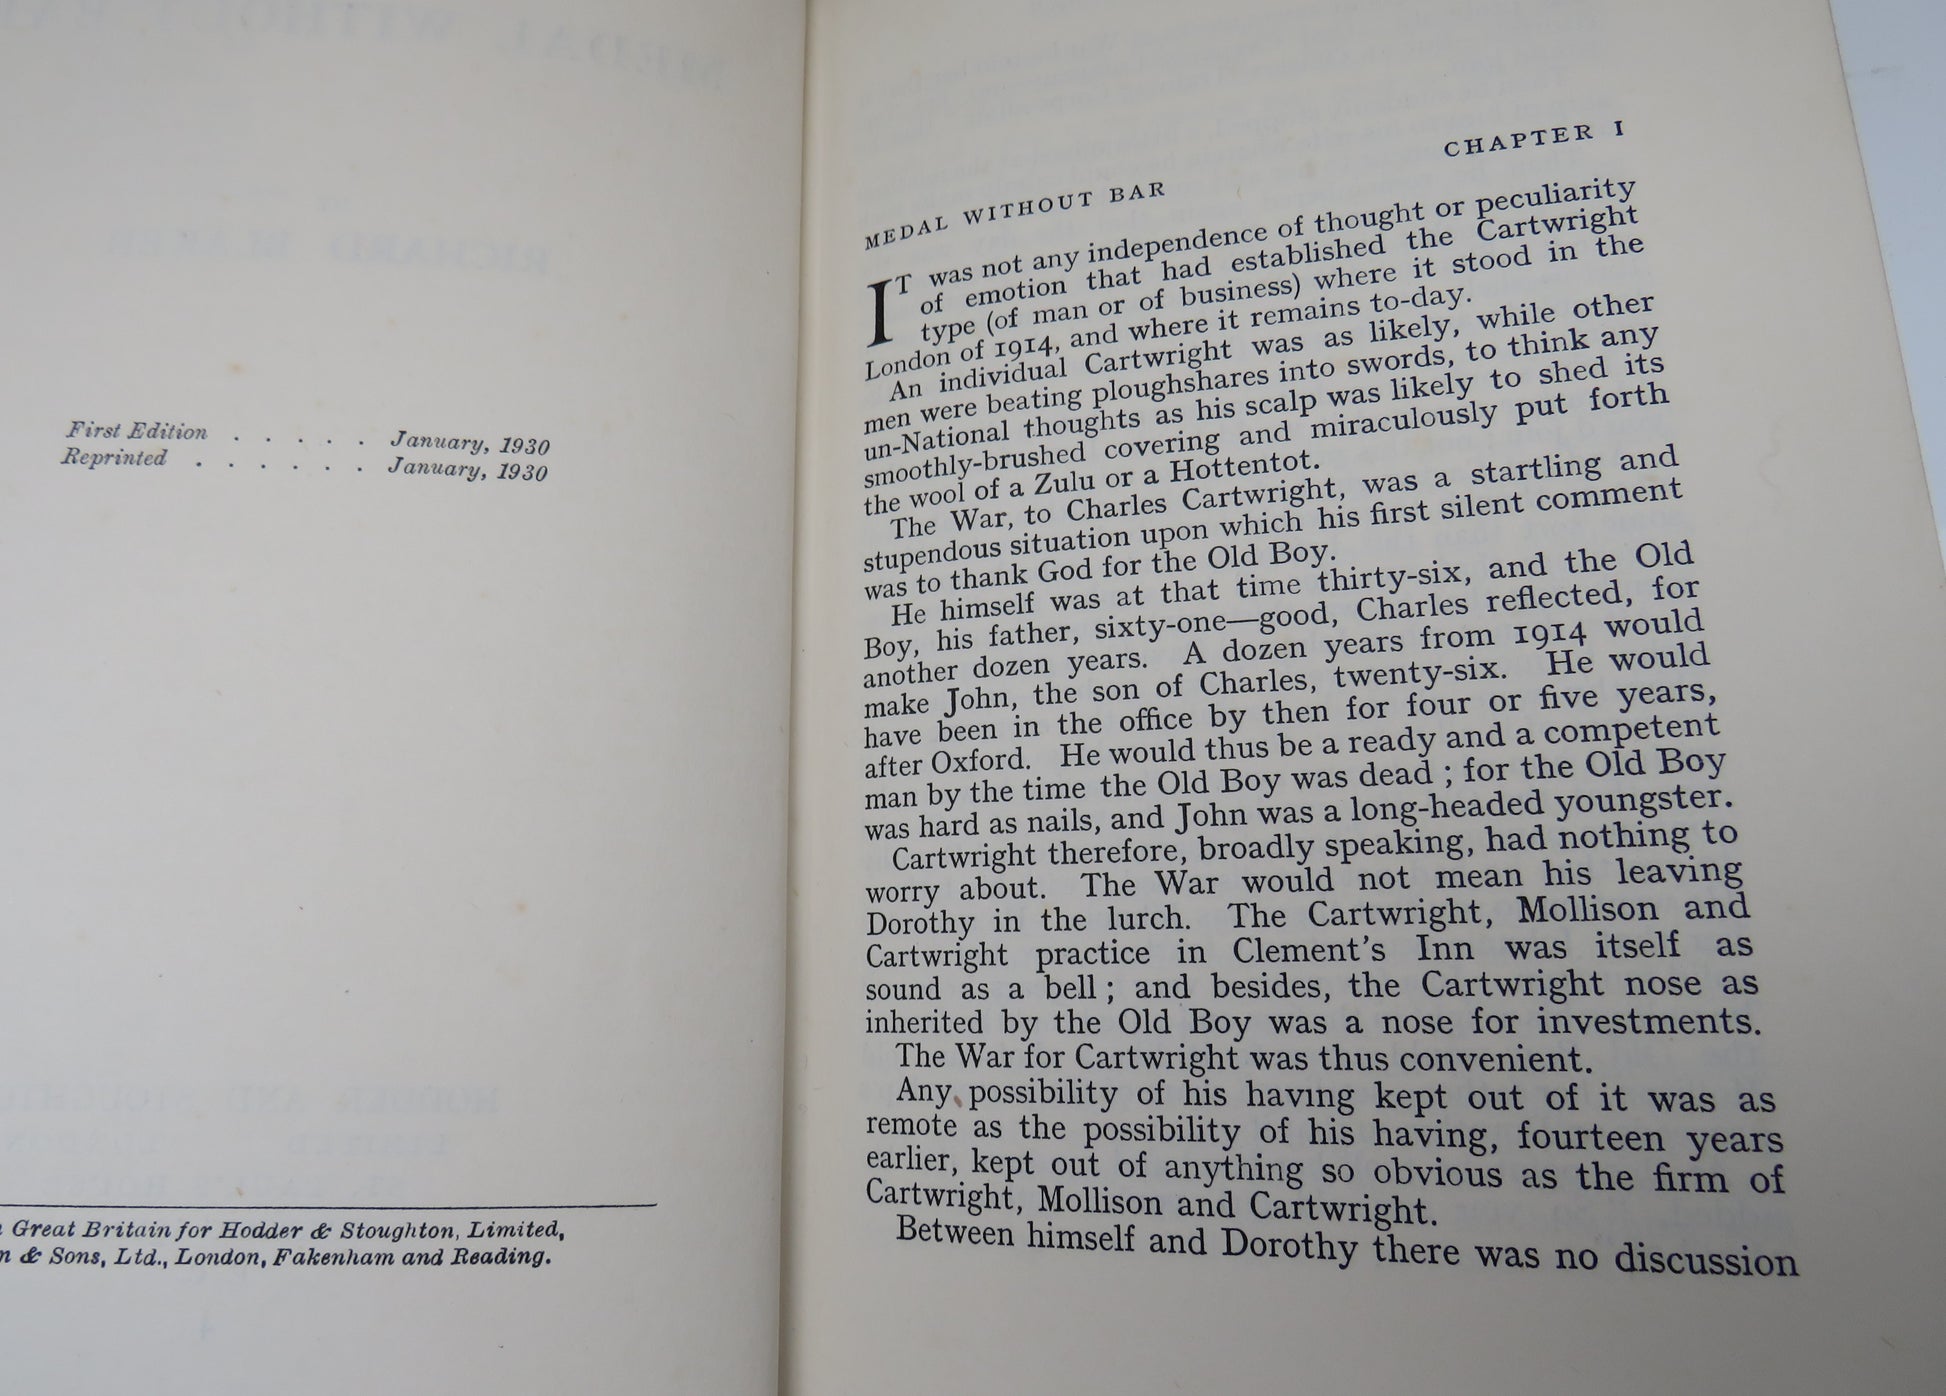 First Edition . . . . . January, 1930
Reprinted . . . . . . January, 1930
Great Britain for Hodder & Stoughton, Limited,
& Sons, Ltd., London, Fakenham and Reading.
CHAPTER I
MEDAL WITHOUT BAR
IT was not any independence of thought or peculiarity
of emotion that had established the Cartwright
type (of man or of business) where it stood in the
London of 1914, and where it remains to-day.
An individual Cartwright was as likely, while other
men were beating ploughshares into swords, to think any
un-National thoughts as his scalp was likely to shed its
smoothly-brushed covering and miraculously put forth
the wool of a Zulu or a Hottentot.
The War, to Charles Cartwright, was a startling and
stupendous situation upon which his first silent comment
was to thank God for the Old Boy.
He himself was at that time thirty-six, and the Old
Boy, his father, sixty-one—good, Charles reflected, for
another dozen years. A dozen years from 1914 would
make John, the son of Charles, twenty-six. He would
have been in the office by then for four or five years,
after Oxford. He would thus be a ready and a competent
man by the time the Old Boy was dead ; for the Old Boy
was hard as nails, and John was a long-headed youngster.
Cartwright therefore, broadly speaking, had nothing to
worry about. The War would not mean his leaving
Dorothy in the lurch. The Cartwright, Mollison and
Cartwright practice in Clement's Inn was itself as
sound as a bell ; and besides, the Cartwright nose as
inherited by the Old Boy was a nose for investments.
The War for Cartwright was thus convenient.
Any possibility of his having kept out of it was as
remote as the possibility of his having, fourteen years
earlier, kept out of anything so obvious as the firm of
Cartwright, Mollison and Cartwright.
Between himself and Dorothy there was no discussion